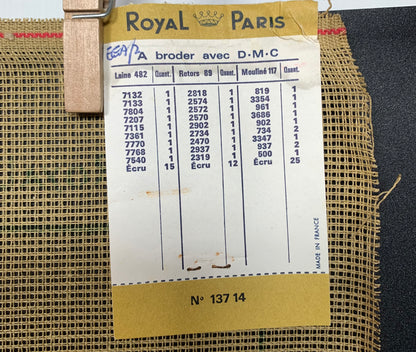 ROYAL PARIS
A broder avec D·M·C
Laine 482 Quant. Retors 89 Quant. Mouliné 117 Quant.
7132 1 2818 1 819 1
7133 1 2574 1 3354 1
7804 1 2572 1 961 1
7207 1 2570 1 3686 1
7115 1 2902 1 902 1
7361 1 2734 1 734 2
7770 1 2470 1 3347 1
7768 1 2937 1 937 2
7540 1 2319 1 500 1
Écru 15 Écru 12 Écru 25
MADE IN FRANCE
N° 137 14